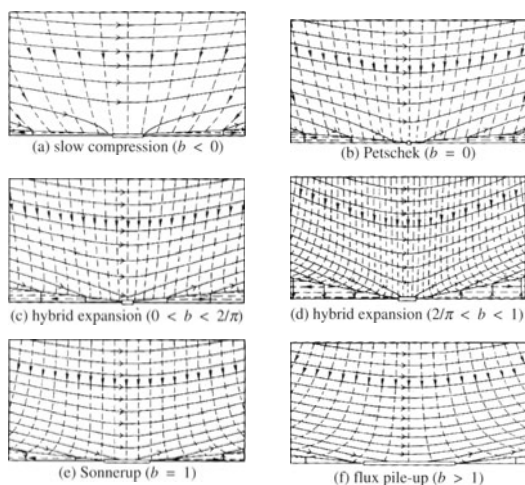 (a) slow compression (b < 0)
(b) Petschek (b = 0)
(c) hybrid expansion (0 < b < 2/π)
(d) hybrid expansion (2/π < b < 1)
(e) Sonnerup (b = 1)
(f) flux pile-up (b > 1)